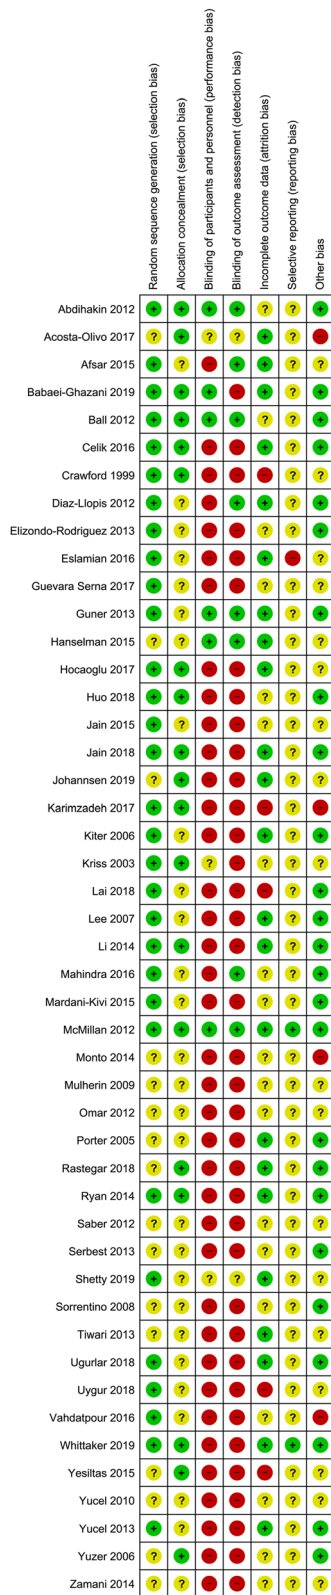 Random sequence generation (selection bias)
Allocation concealment (selection bias)
Blinding of participants and personnel (performance bias)
Blinding of outcome assessment (detection bias)
Incomplete outcome data (attrition bias)
Selective reporting (reporting bias)
Other bias
Abdihakin 2012 + + + + ? ? +
Acosta-Olivo 2017 ? + ? ? + ? -
Afsar 2015 + ? - + + ? ?
Babaei-Ghazani 2019 + + + - + ? +
Ball 2012 + + + + ? ? +
Celik 2016 + + - - + ? +
Crawford 1999 + + - - - ? ?
Diaz-Llopis 2012 + ? - + + ? +
Elizondo-Rodriguez 2013 + ? - - ? ? +
Eslamian 2016 + ? - - + - ?
Guevara Serna 2017 + ? - - ? ? ?
Guner 2013 + ? + + + ? +
Hanselman 2015 ? ? + + + ? ?
Hocaoglu 2017 + + - - + ? ?
Huo 2018 + + - - ? ? +
Jain 2015 + ? - - ? ? ?
Jain 2018 + + - - + ? +
Johannsen 2019 ? + - - + ? ?
Karimzadeh 2017 + + - - - ? -
Kiter 2006 + ? - - + ? +
Kriss 2003 + + ? - ? ? ?
Lai 2018 + ? - - - ? +
Lee 2007 + ? - - + ? +
Li 2014 + + - - + ? +
Mahindra 2016 + ? - + ? ? +
Mardani-Kivi 2015 + ? - - ? ? +
McMillan 2012 + + + + + + +
Monto 2014 ? ? - - ? ? -
Mulherin 2009 ? ? - - ? ? ?
Omar 2012 ? ? - - ? ? ?
Porter 2005 ? ? - - + ? +
Rastegar 2018 ? + - - + ? +
Ryan 2014 + + - - + ? +
Saber 2012 ? ? - - ? ? ?
Serbest 2013 ? ? - - ? ? +
Shetty 2019 + ? ? ? + ? ?
Sorrentino 2008 ? ? - - ? ? +
Tiwari 2013 ? ? - - + ? ?
Ugurlar 2018 + ? - - + ? +
Uygur 2018 + ? - - - ? ?
Vahdatpour 2016 + ? - - ? ? -
Whittaker 2019 + + - - + + +
Yesiltas 2015 ? + - - - ? ?
Yucel 2010 ? ? - - ? ? ?
Yucel 2013 + ? - - + ? +
Yuzer 2006 ? + - - ? ? +
Zamani 2014 ? ? - - ? ? ?